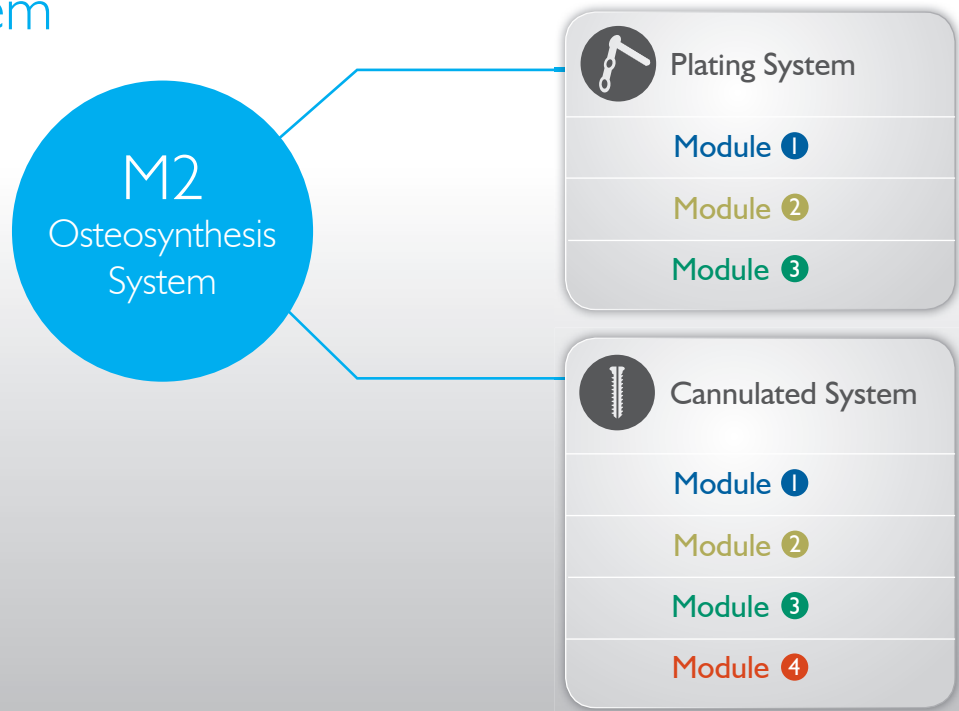 M2
Osteosynthesis
System
Plating System
Module 1
Module 2
Module 3
Cannulated System
Module 1
Module 2
Module 3
Module 4